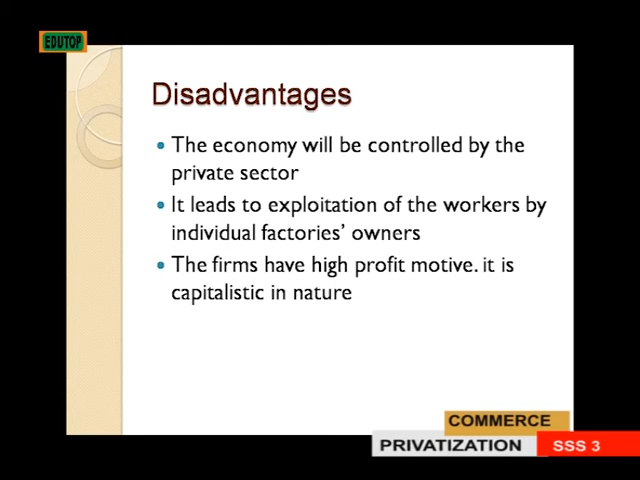 EDUTOP
Disadvantages
• The economy will be controlled by the
private sector
• It leads to exploitation of the workers by
individual factories' owners
• The firms have high profit motive. it is
capitalistic in nature
COMMERCE
PRIVATIZATION SSS 3